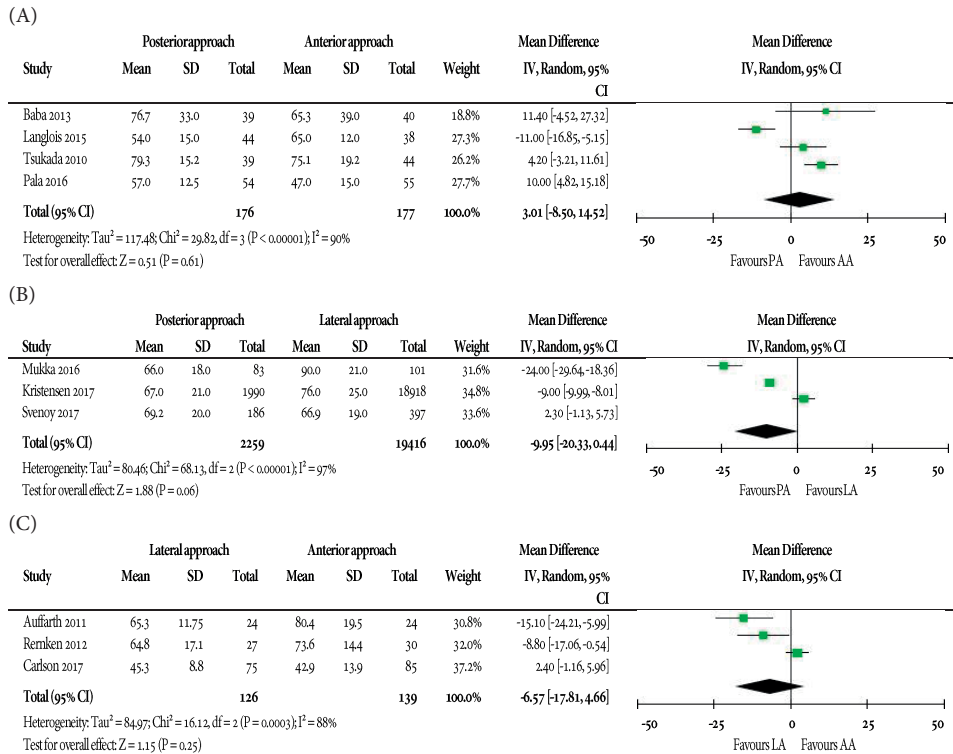 (A)
Posterior approach Anterior approach Mean Difference Mean Difference
Study Mean SD Total Mean SD Total Weight IV, Random, 95% CI IV, Random, 95% CI
Baba 2013 76.7 33.0 39 65.3 39.0 40 18.8% 11.40 [-4.52, 27.32]
Langlois 2015 54.0 15.0 44 65.0 12.0 38 27.3% -11.00 [-16.85, -5.15]
Tsukada 2010 79.3 15.2 39 75.1 19.2 44 26.2% 4.20 [-3.21, 11.61]
Pala 2016 57.0 12.5 54 47.0 15.0 55 27.7% 10.00 [4.82, 15.18]
Total (95% CI) 176 177 100.0% 3.01 [-8.50, 14.52]
Heterogeneity: Tau² = 117.48; Chi² = 29.82, df = 3 (P < 0.00001); I² = 90%
Test for overall effect: Z = 0.51 (P = 0.61)
-50 -25 0 25 50
Favours PA Favours AA
(B)
Posterior approach Lateral approach Mean Difference Mean Difference
Study Mean SD Total Mean SD Total Weight IV, Random, 95% CI IV, Random, 95% CI
Mukka 2016 66.0 18.0 83 90.0 21.0 101 31.6% -24.00 [-29.64, -18.36]
Kristensen 2017 67.0 21.0 1990 76.0 25.0 18918 34.8% -9.00 [-9.99, -8.01]
Svenoy 2017 69.2 20.0 186 66.9 19.0 397 33.6% 2.30 [-1.13, 5.73]
Total (95% CI) 2259 19416 100.0% -9.95 [-20.33, 0.44]
Heterogeneity: Tau² = 80.46; Chi² = 68.13, df = 2 (P < 0.00001); I² = 97%
Test for overall effect: Z = 1.88 (P = 0.06)
-50 -25 0 25 50
Favours PA Favours LA
(C)
Lateral approach Anterior approach Mean Difference Mean Difference
Study Mean SD Total Mean SD Total Weight IV, Random, 95% CI IV, Random, 95% CI
Auffarth 2011 65.3 11.75 24 80.4 19.5 24 30.8% -15.10 [-24.21, -5.99]
Rernken 2012 64.8 17.1 27 73.6 14.4 30 32.0% -8.80 [-17.06, -0.54]
Carlson 2017 45.3 8.8 75 42.9 13.9 85 37.2% 2.40 [-1.16, 5.96]
Total (95% CI) 126 139 100.0% -6.57 [-17.81, 4.66]
Heterogeneity: Tau² = 84.97; Chi² = 16.12, df = 2 (P = 0.0003); I² = 88%
Test for overall effect: Z = 1.15 (P = 0.25)
-50 -25 0 25 50
Favours LA Favours AA